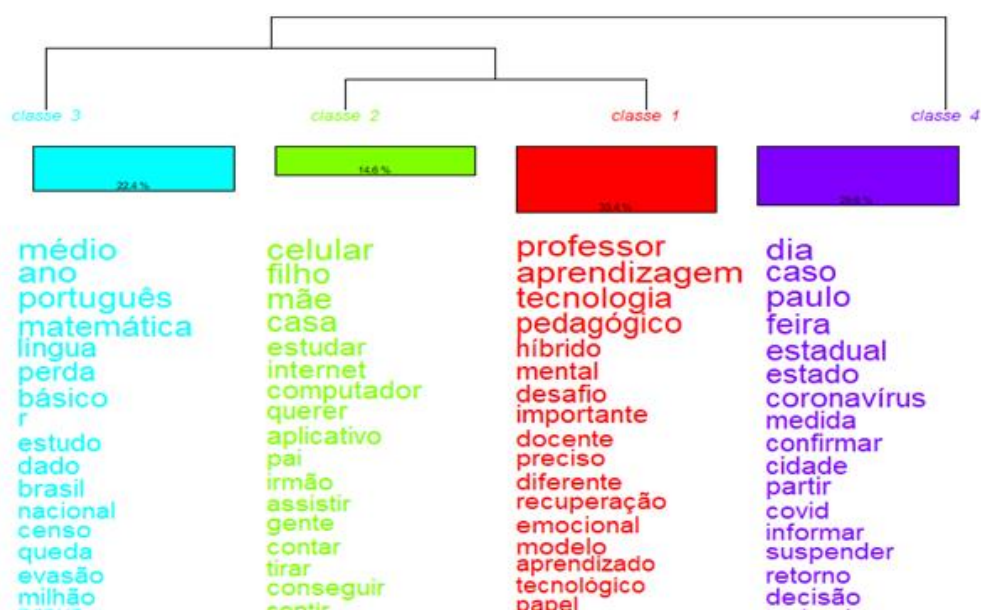 classe 3
classe 2
classe 1
classe 4
22.4 %
14.6 %
médio
ano
português
matemática
língua
perda
básico
r
estudo
dado
brasil
nacional
censo
queda
evasão
milhão
celular
filho
mãe
casa
estudar
internet
computador
querer
aplicativo
pai
irmão
assistir
gente
contar
tirar
conseguir
professor
aprendizagem
tecnologia
pedagógico
híbrido
mental
desafio
importante
docente
preciso
diferente
recuperação
emocional
modelo
aprendizado
tecnológico
papel
dia
caso
paulo
feira
estadual
estado
coronavírus
medida
confirmar
cidade
partir
covid
informar
suspender
retorno
decisão